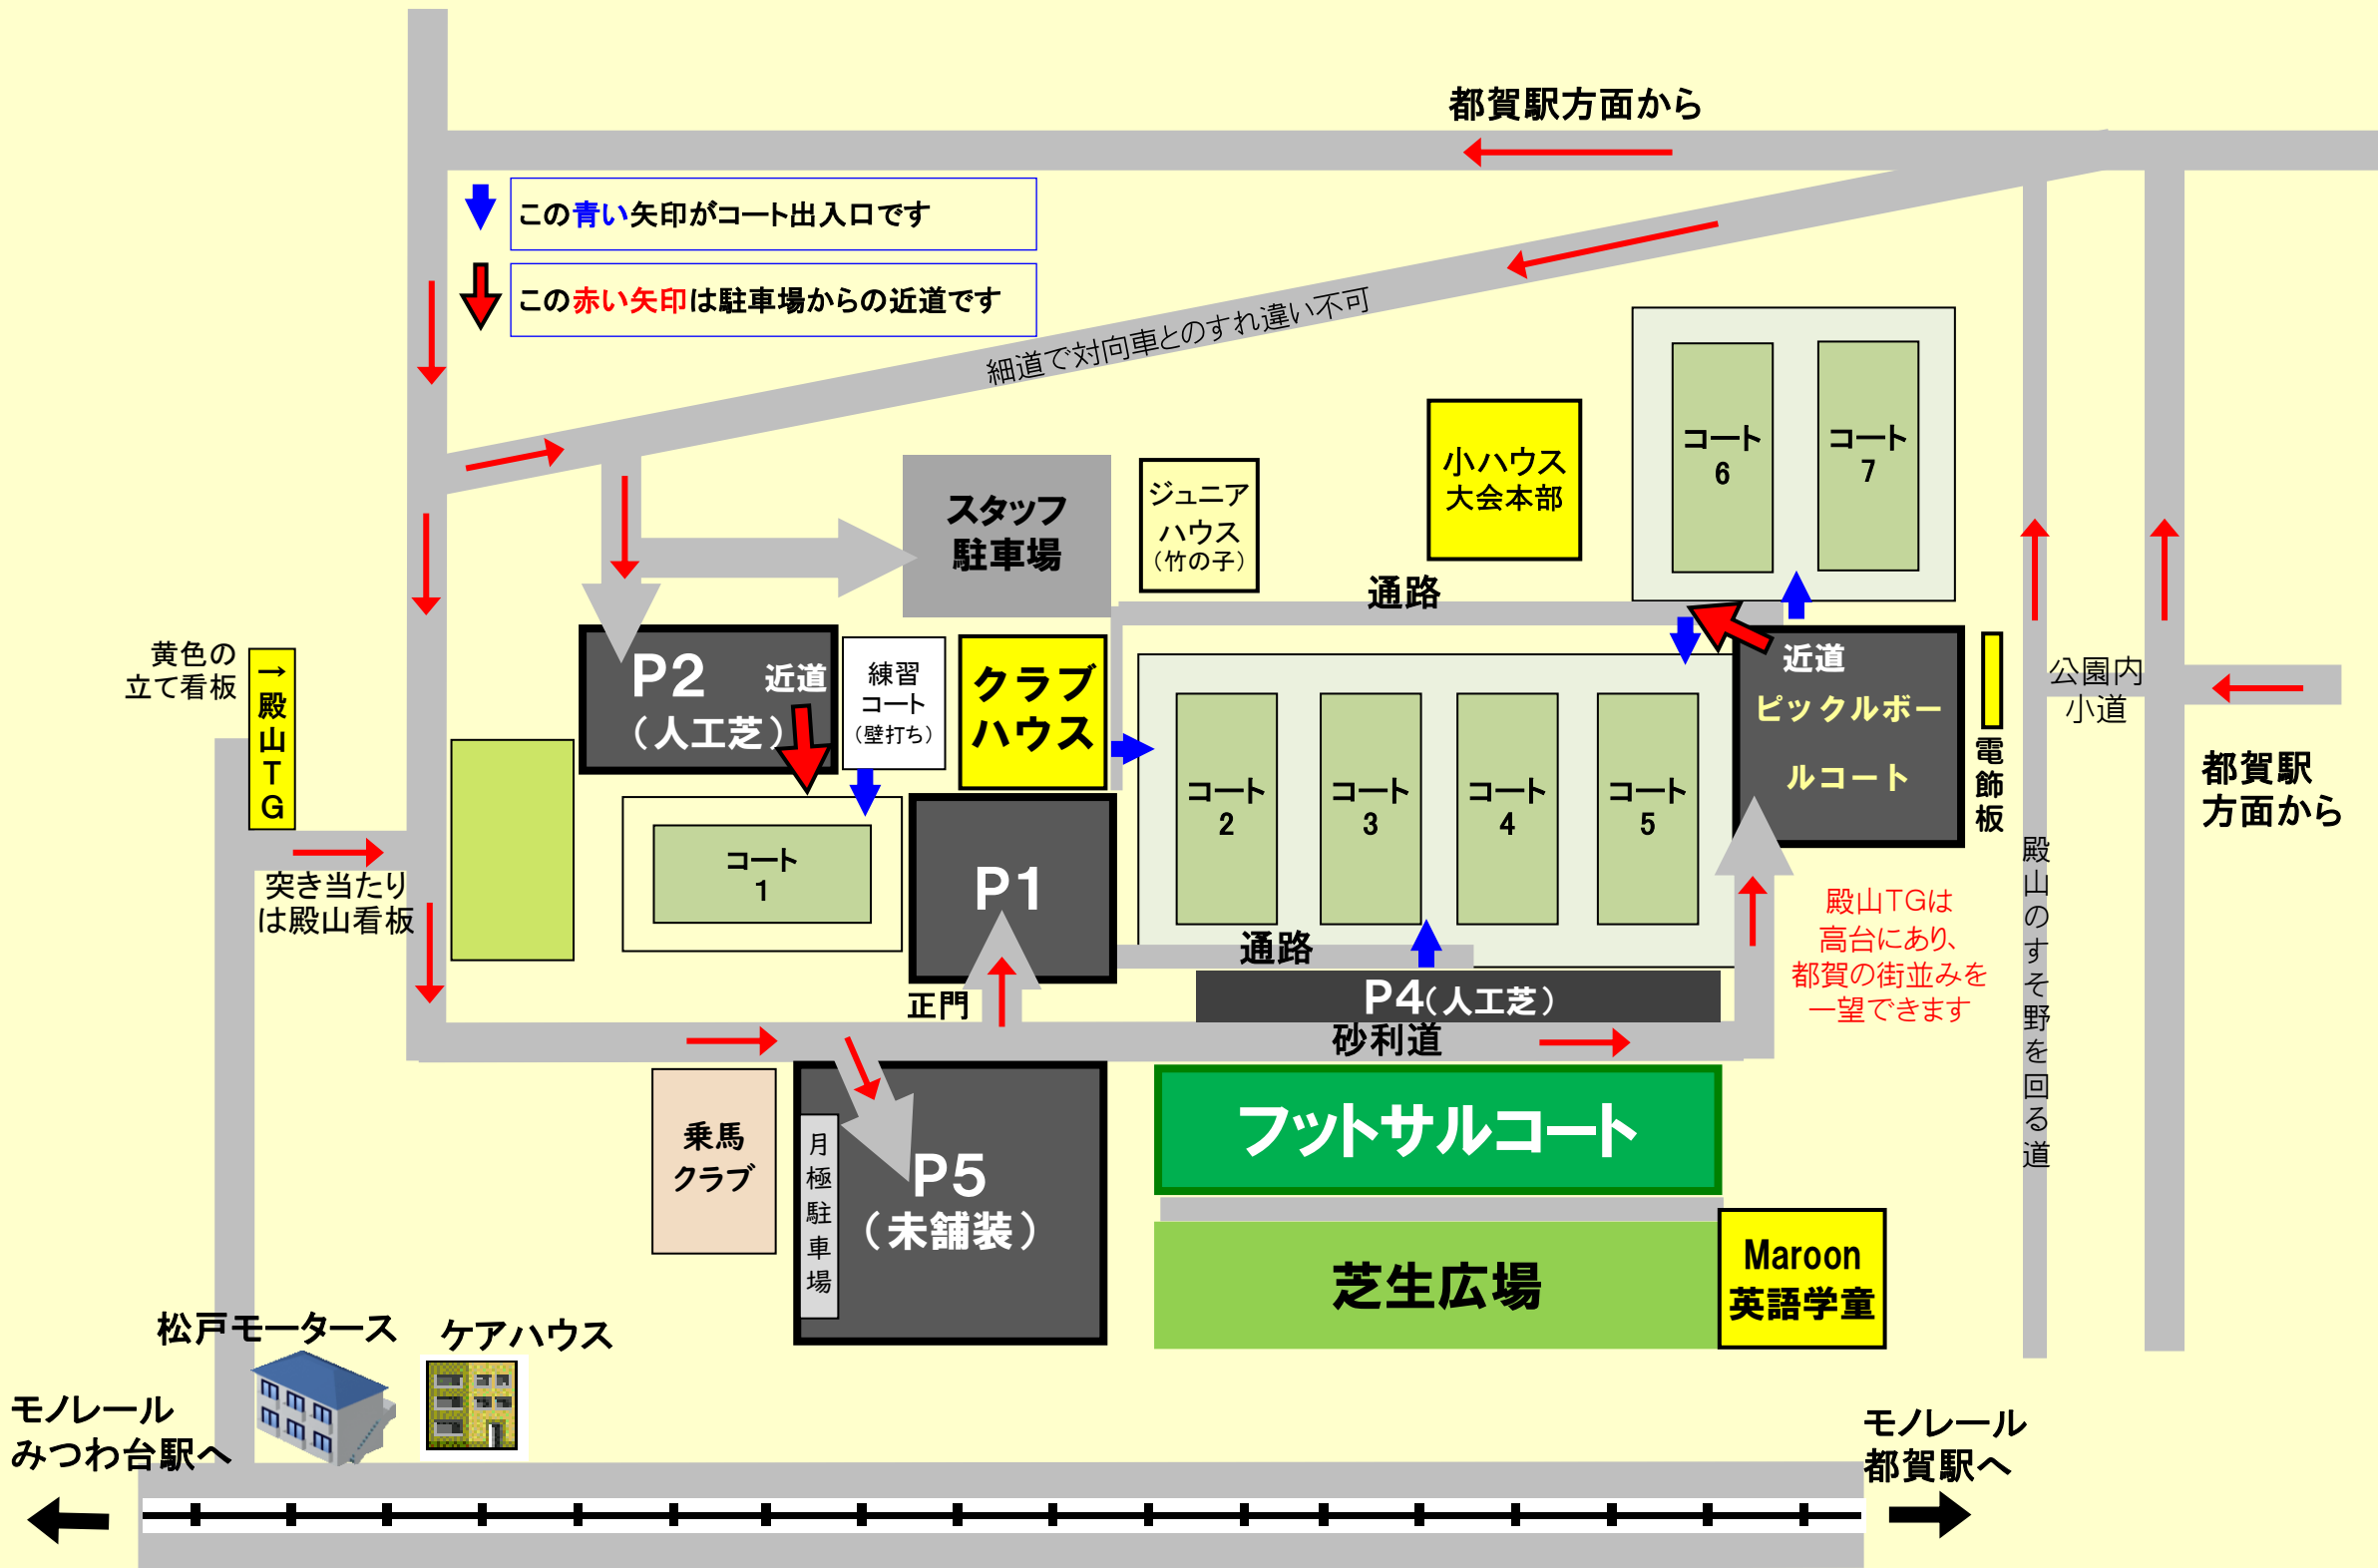 都賀駅方面から
この青い矢印がコート出入口です
この赤い矢印は駐車場からの近道です
細道で対向車とのすれ違い不可
コート
6
コート
7
小ハウス
大会本部
ジュニア
ハウス
（竹の子）
スタッフ
駐車場
通路
黄色の
立て看板
→殿山TG
P2
（人工芝）
近道
練習
コート
（壁打ち）
クラブ
ハウス
近道
ピックルボー
ルコート
電飾板
公園内
小道
都賀駅
方面から
コート
2
コート
3
コート
4
コート
5
コート
1
P1
突き当たり
は殿山看板
殿山TGは
高台にあり、
都賀の街並みを
一望できます
殿山のすそ野を回る道
通路
正門
P4（人工芝）
砂利道
乗馬
クラブ
月極駐車場
P5
（未舗装）
フットサルコート
芝生広場
Maroon
英語学童
松戸モータース
ケアハウス
モノレール
みつわ台駅へ
モノレール
都賀駅へ